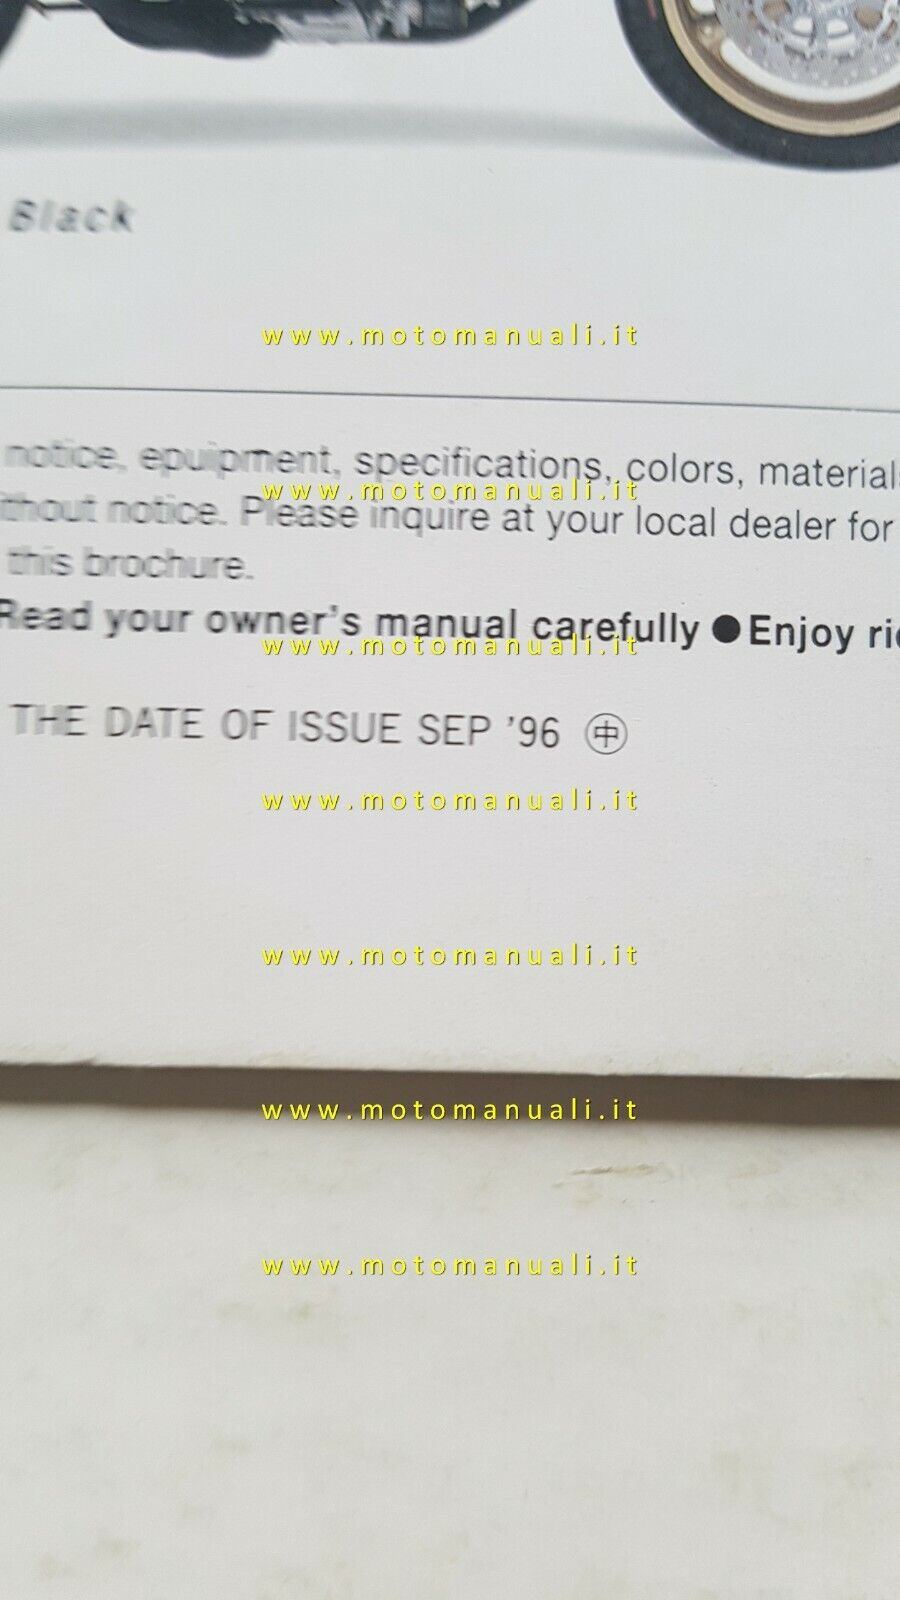 Black
www.motomanuali.it
notice, epuipment, specifications, colors, materials
www.motomanuali.it
ithout notice. Please inquire at your local dealer for
this brochure.
Read your owner's manual carefully ●Enjoy ri
www.motomanuali.it
THE DATE OF ISSUE SEP '96 ㊥
www.motomanuali.it
www.motomanuali.it
www.motomanuali.it
www.motomanuali.it